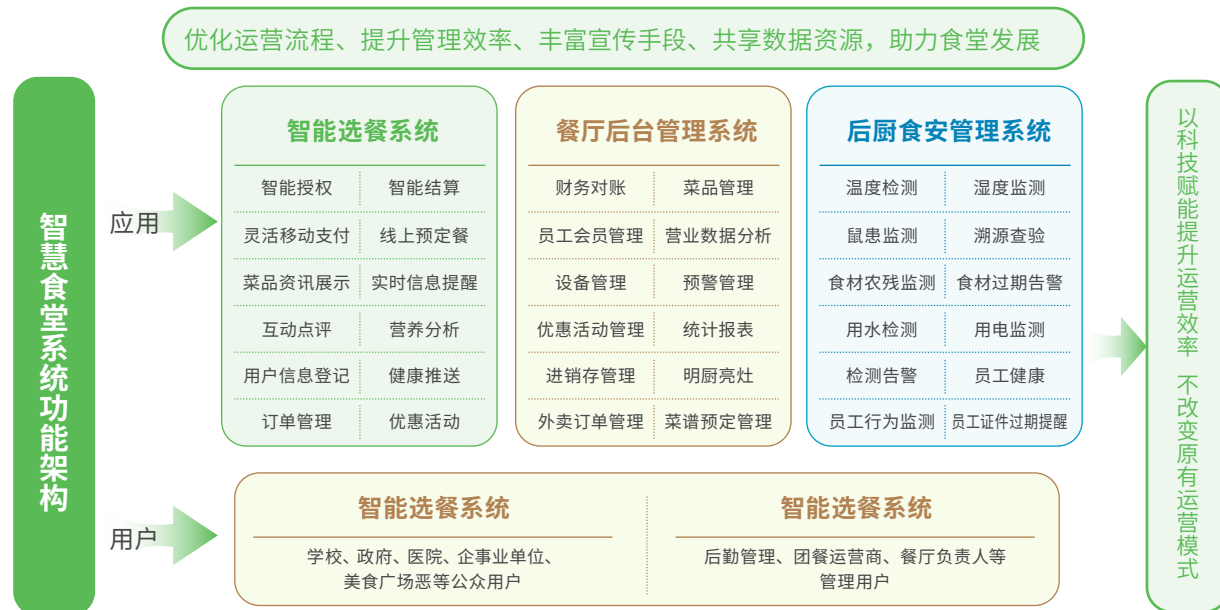 优化运营流程、提升管理效率、丰富宣传手段、共享数据资源，助力食堂发展
智慧食堂系统功能架构
应用
智能选餐系统
智能授权 智能结算
灵活移动支付 线上预定餐
菜品资讯展示 实时信息提醒
互动点评 营养分析
用户信息登记 健康推送
订单管理 优惠活动
餐厅后台管理系统
财务对账 菜品管理
员工会员管理 营业数据分析
设备管理 预警管理
优惠活动管理 统计报表
进销存管理 明厨亮灶
外卖订单管理 菜谱预定管理
后厨食安管理系统
温度检测 湿度监测
鼠患监测 溯源查验
食材农残监测 食材过期告警
用水检测 用电监测
检测告警 员工健康
员工行为监测 员工证件过期提醒
用户
智能选餐系统
学校、政府、医院、企事业单位、
美食广场恶等公众用户
智能选餐系统
后勤管理、团餐运营商、餐厅负责人等
管理用户
以科技赋能提升运营效率 不改变原有运营模式